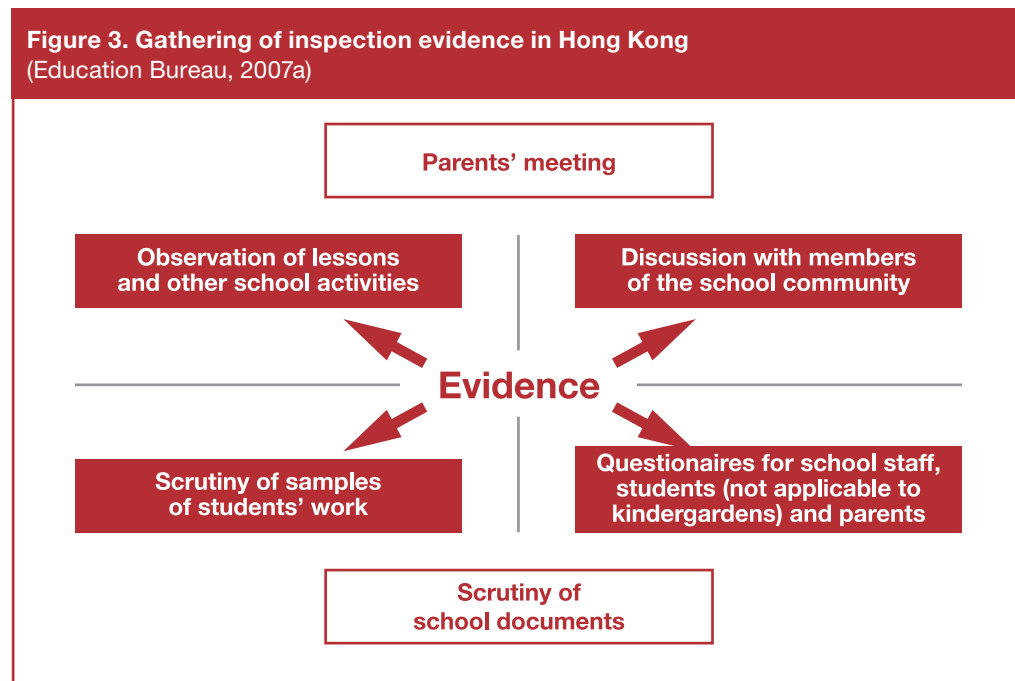 Figure 3. Gathering of inspection evidence in Hong Kong
(Education Bureau, 2007a)
Parents’ meeting
Observation of lessons
and other school activities
Discussion with members
of the school community
Evidence
Scrutiny of samples
of students’ work
Questionaires for school staff,
students (not applicable to
kindergardens) and parents
Scrutiny of
school documents